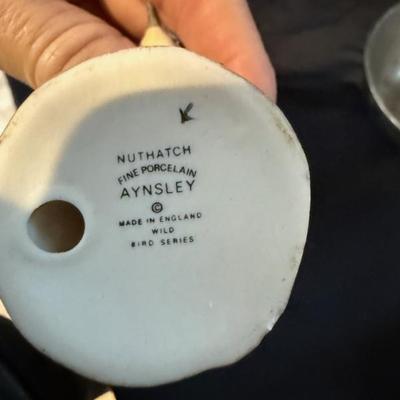 K
NUTHATCH
FINE PORCELAIN
AYNSLEY
©
MADE IN ENGLAND
WILD
BIRD SERIES